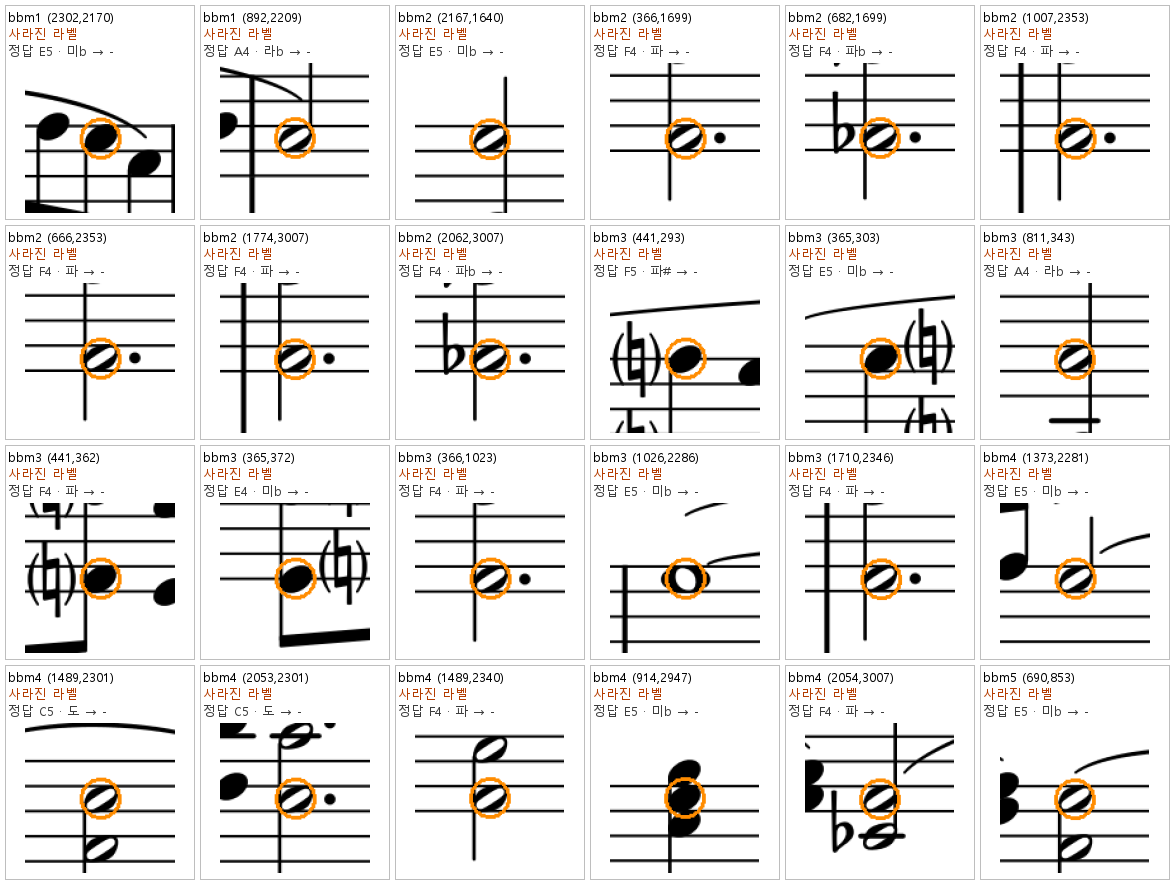 bbm1 (2302,2170)
사라진 라벨
정답 E5 · 미b → -
bbm1 (892,2209)
사라진 라벨
정답 A4 · 라b → -
bbm2 (2167,1640)
사라진 라벨
정답 E5 · 미b → -
bbm2 (366,1699)
사라진 라벨
정답 F4 · 파 → -
bbm2 (682,1699)
사라진 라벨
정답 F4 · 파b → -
bbm2 (1007,2353)
사라진 라벨
정답 F4 · 파 → -
bbm2 (666,2353)
사라진 라벨
정답 F4 · 파 → -
bbm2 (1774,3007)
사라진 라벨
정답 F4 · 파 → -
bbm2 (2062,3007)
사라진 라벨
정답 F4 · 파b → -
bbm3 (441,293)
사라진 라벨
정답 F5 · 파# → -
bbm3 (365,303)
사라진 라벨
정답 E5 · 미b → -
bbm3 (811,343)
사라진 라벨
정답 A4 · 라b → -
bbm3 (441,362)
사라진 라벨
정답 F4 · 파 → -
bbm3 (365,372)
사라진 라벨
정답 E4 · 미b → -
bbm3 (366,1023)
사라진 라벨
정답 F4 · 파 → -
bbm3 (1026,2286)
사라진 라벨
정답 E5 · 미b → -
bbm3 (1710,2346)
사라진 라벨
정답 F4 · 파 → -
bbm4 (1373,2281)
사라진 라벨
정답 E5 · 미b → -
bbm4 (1489,2301)
사라진 라벨
정답 C5 · 도 → -
bbm4 (2053,2301)
사라진 라벨
정답 C5 · 도 → -
bbm4 (1489,2340)
사라진 라벨
정답 F4 · 파 → -
bbm4 (914,2947)
사라진 라벨
정답 E5 · 미b → -
bbm4 (2054,3007)
사라진 라벨
정답 F4 · 파 → -
bbm5 (690,853)
사라진 라벨
정답 E5 · 미b → -